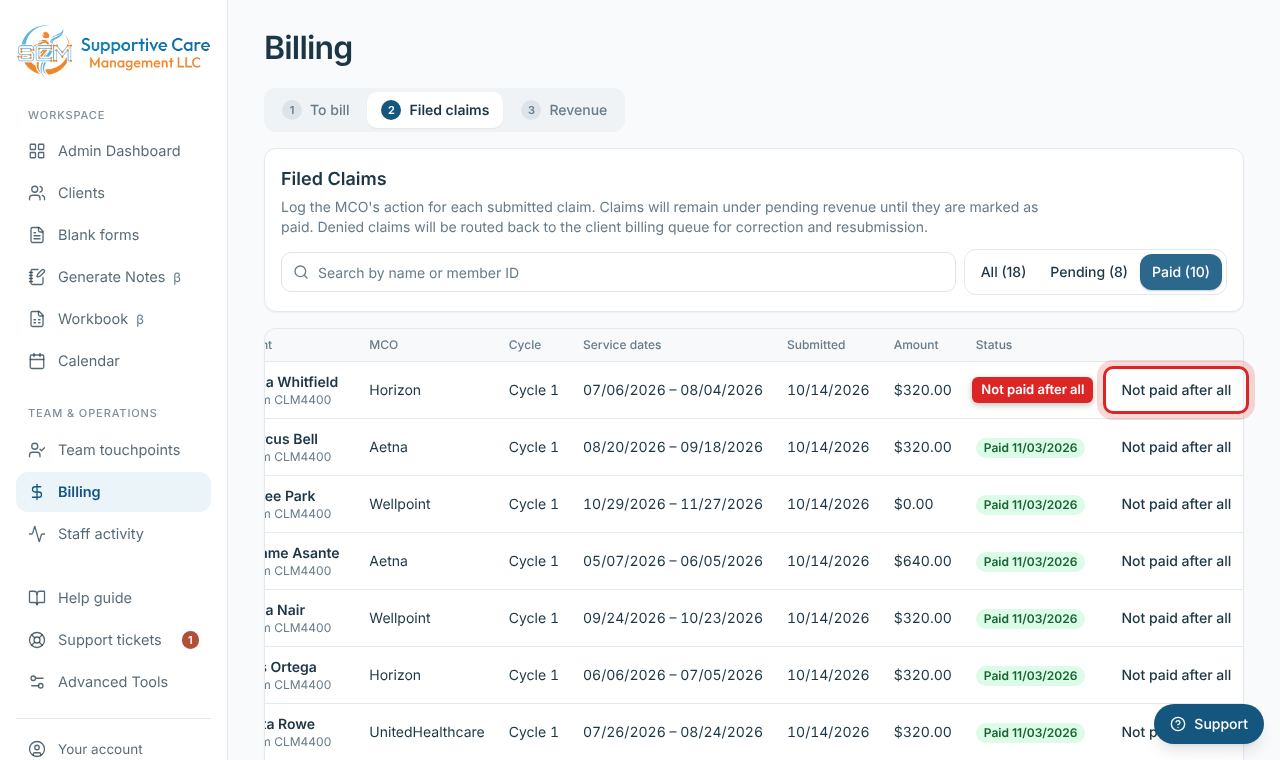 SCM Supportive Care
Management LLC
WORKSPACE
Admin Dashboard
Clients
Blank forms
Generate Notes β
Workbook β
Calendar
TEAM & OPERATIONS
Team touchpoints
Billing
Staff activity
Help guide
Support tickets 1
Advanced Tools
Your account
Billing
1 To bill 2 Filed claims 3 Revenue
Filed Claims
Log the MCO's action for each submitted claim. Claims will remain under pending revenue until they are marked as
paid. Denied claims will be routed back to the client billing queue for correction and resubmission.
Search by name or member ID All (18) Pending (8) Paid (10)
MCO Cycle Service dates Submitted Amount Status
Whitfield Horizon Cycle 1 07/06/2026 – 08/04/2026 10/14/2026 $320.00 Not paid after all Not paid after all
CLM4400
Bell Aetna Cycle 1 08/20/2026 – 09/18/2026 10/14/2026 $320.00 Paid 11/03/2026 Not paid after all
CLM4400
Park Wellpoint Cycle 1 10/29/2026 – 11/27/2026 10/14/2026 $0.00 Paid 11/03/2026 Not paid after all
CLM4400
Asante Aetna Cycle 1 05/07/2026 – 06/05/2026 10/14/2026 $640.00 Paid 11/03/2026 Not paid after all
CLM4400
Nair Wellpoint Cycle 1 09/24/2026 – 10/23/2026 10/14/2026 $320.00 Paid 11/03/2026 Not paid after all
CLM4400
Ortega Horizon Cycle 1 06/06/2026 – 07/05/2026 10/14/2026 $320.00 Paid 11/03/2026 Not paid after all
CLM4400
Rowe UnitedHealthcare Cycle 1 07/26/2026 – 08/24/2026 10/14/2026 $320.00 Paid 11/03/2026 Not
CLM4400
Support